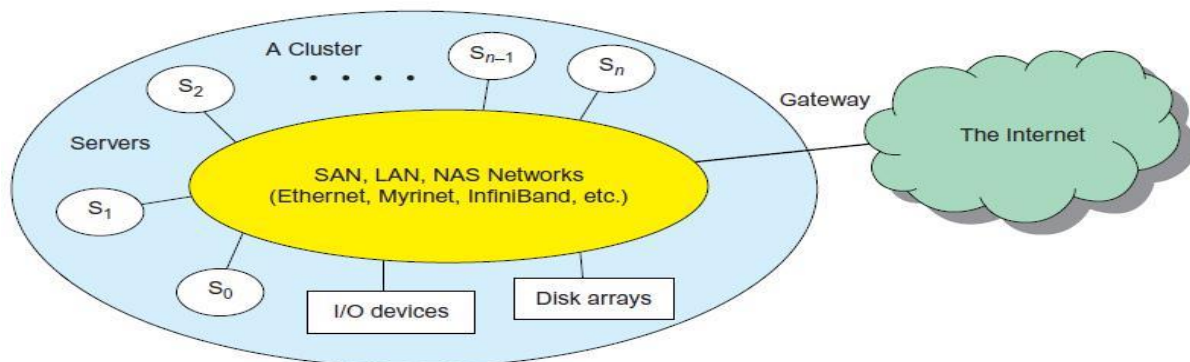 A Cluster
. . . .
Sn–1
Sn
S2
Gateway
The Internet
Servers
SAN, LAN, NAS Networks
(Ethernet, Myrinet, InfiniBand, etc.)
S1
S0
I/O devices
Disk arrays